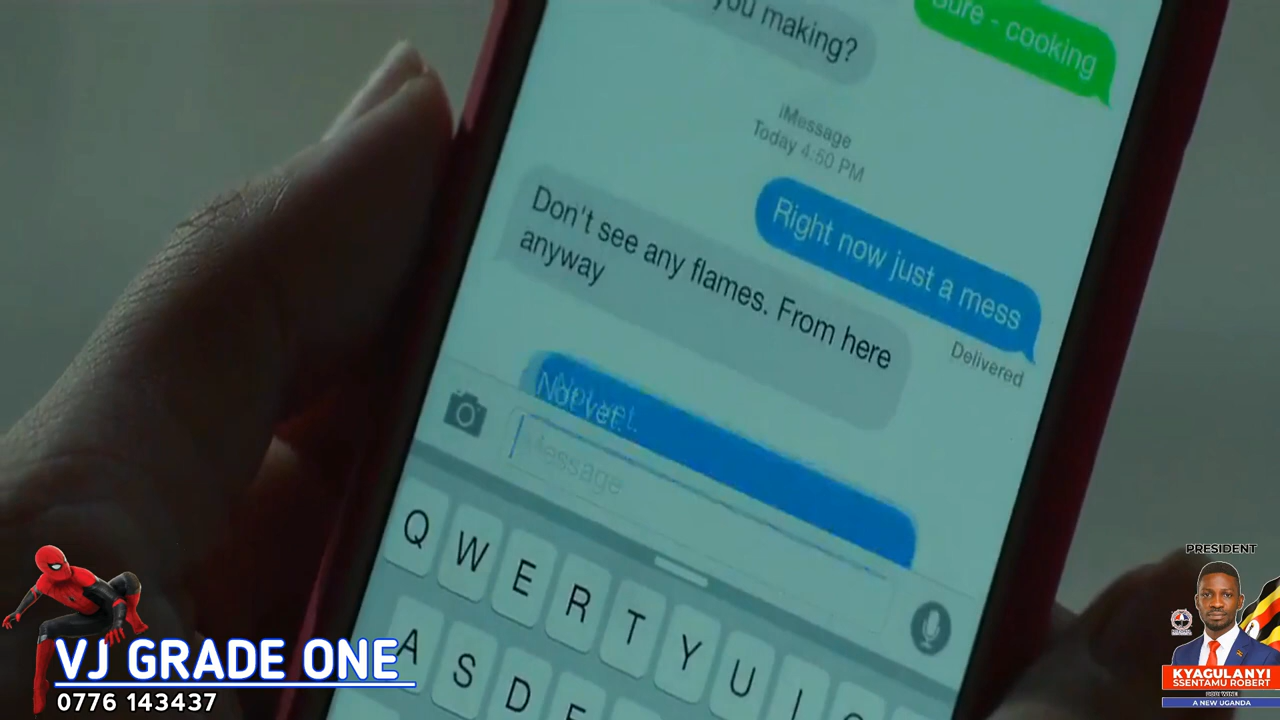 you making?
Sure - cooking
iMessage
Today 4:50 PM
Right now just a mess
Delivered
Don't see any flames. From here
anyway
Not yet.
Message
Q W E R T Y U I
A S D F
VJ GRADE ONE
0776 143437
PRESIDENT
KYAGULANYI
SSENTAMU ROBERT
A NEW UGANDA